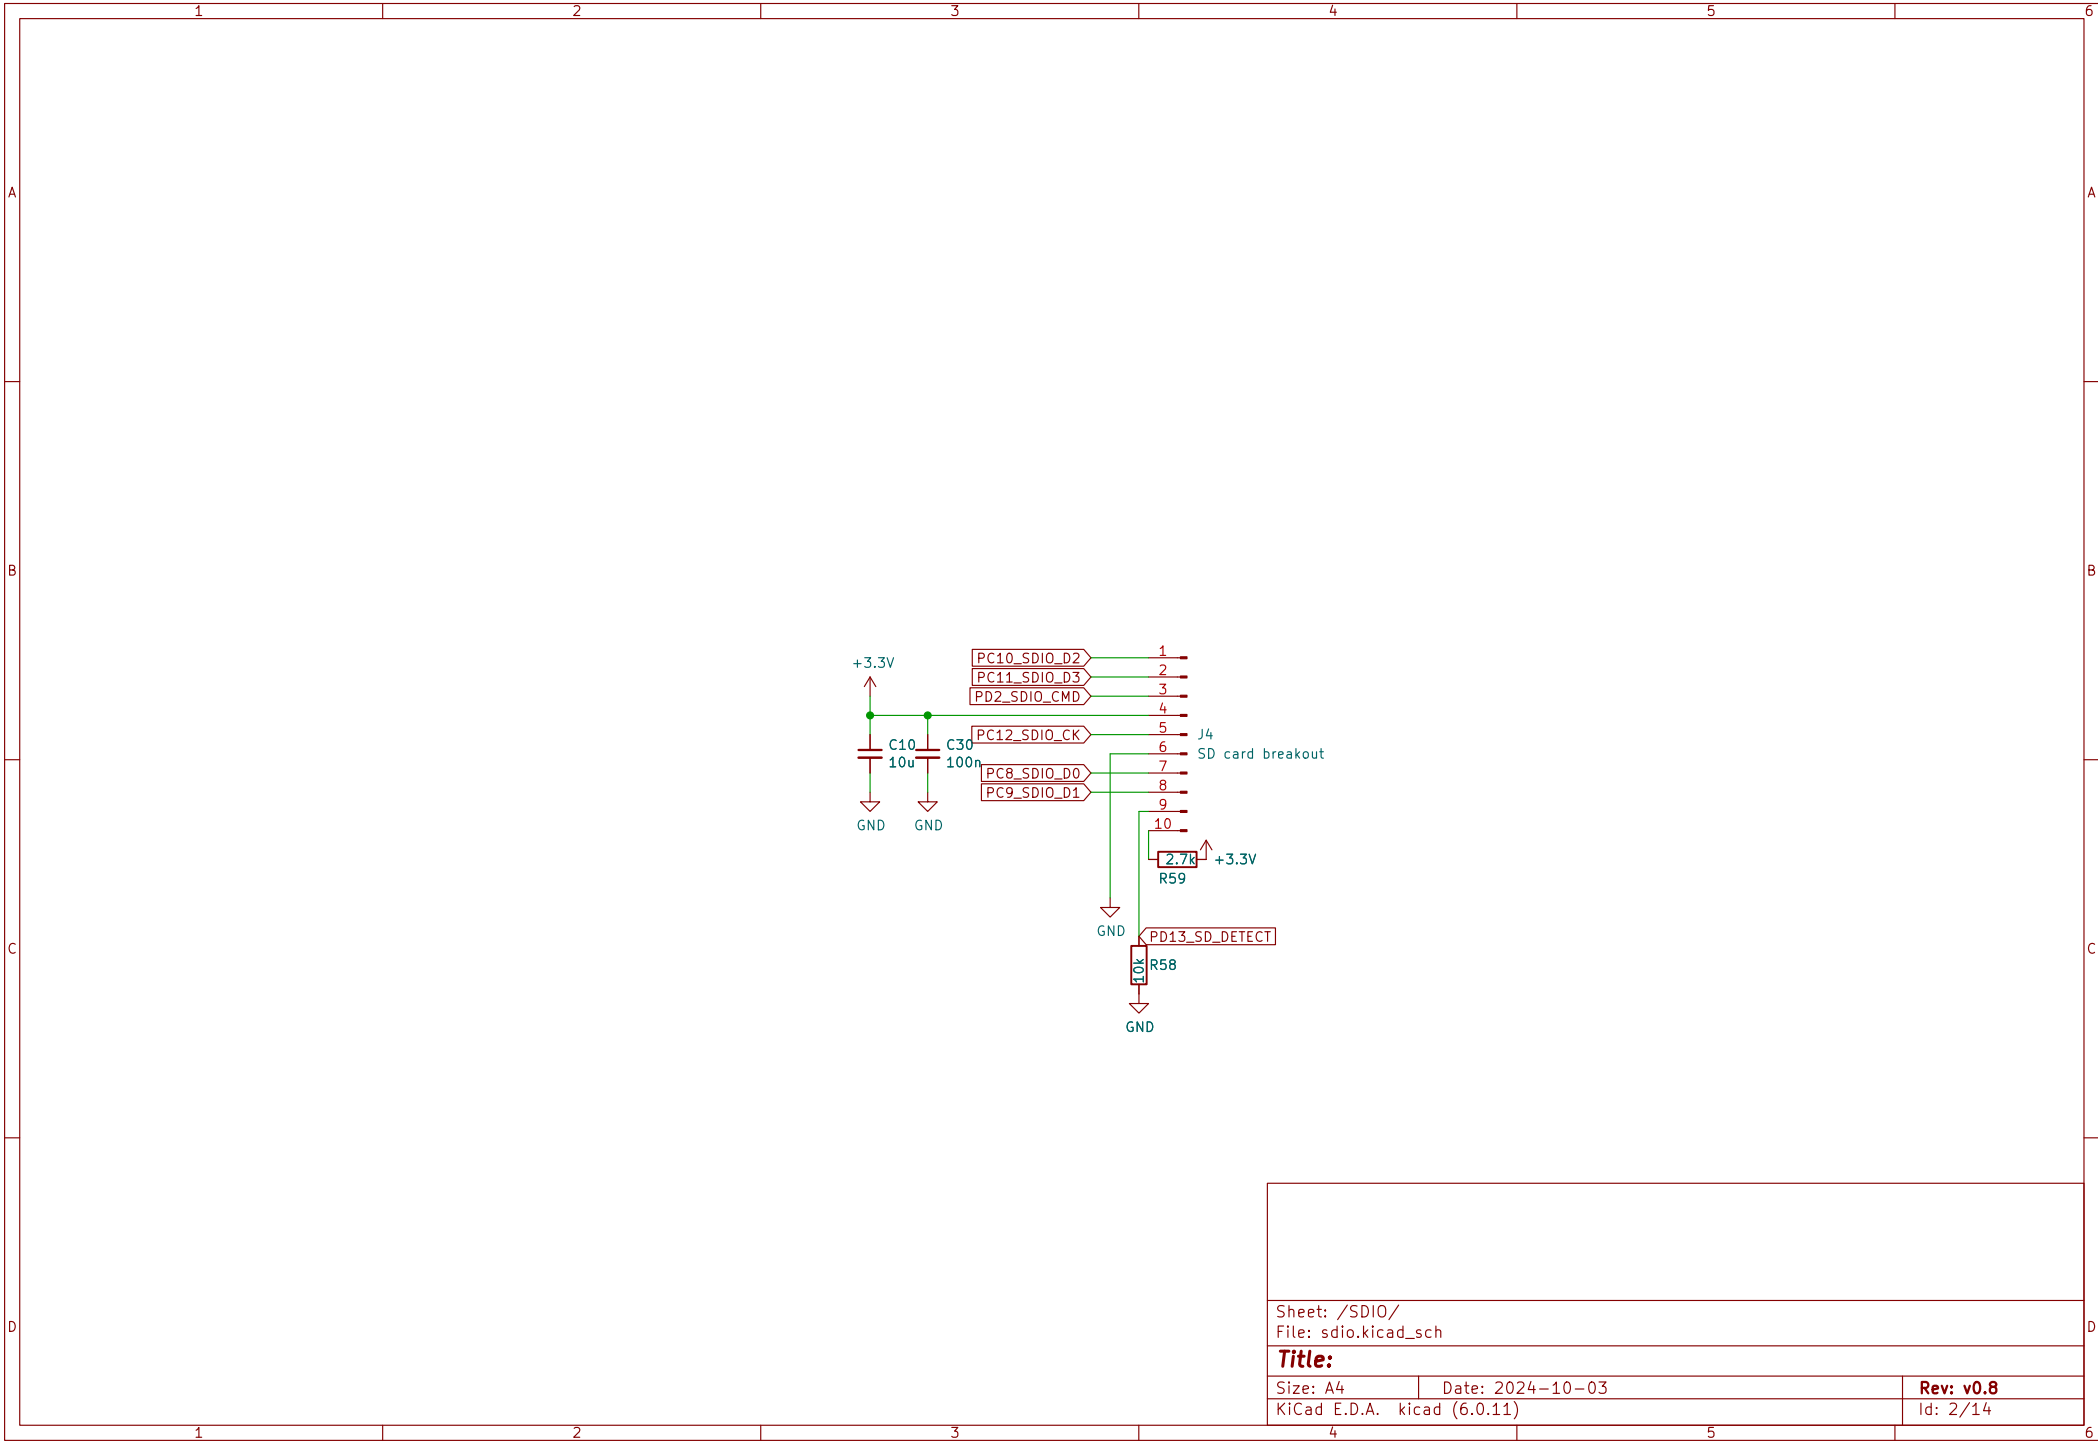 1 2 3 4 5 6
A A
B B
C C
D D
+3.3V
PC10_SDIO_D2 1
PC11_SDIO_D3 2
PD2_SDIO_CMD 3
4
PC12_SDIO_CK 5
J4
C10 C30
6 SD card breakout
10u 100n
PC8_SDIO_D0 7
PC9_SDIO_D1 8
9
GND GND 10
2.7k +3.3V
R59
GND
PD13_SD_DETECT
10k R58
GND
Sheet: /SDIO/
File: sdio.kicad_sch
Title:
Size: A4 Date: 2024-10-03 Rev: v0.8
KiCad E.D.A. kicad (6.0.11) Id: 2/14
1 2 3 4 5 6